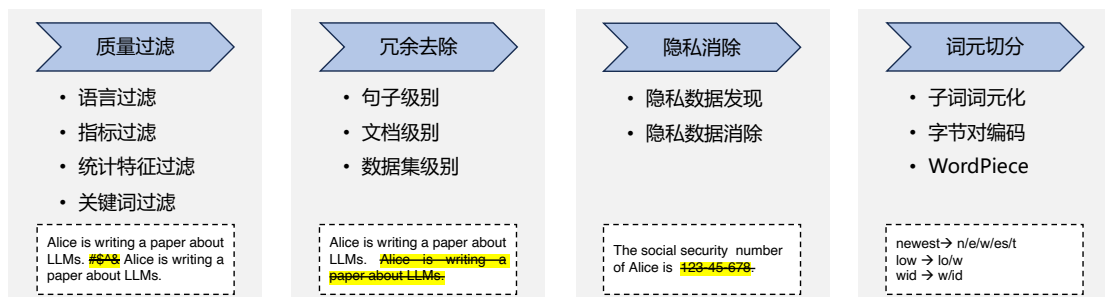 质量过滤
• 语言过滤
• 指标过滤
• 统计特征过滤
• 关键词过滤
Alice is writing a paper about
LLMs. #$^& Alice is writing a
paper about LLMs.
冗余去除
• 句子级别
• 文档级别
• 数据集级别
Alice is writing a paper about
LLMs. Alice is writing a
paper about LLMs.
隐私消除
• 隐私数据发现
• 隐私数据消除
The social security number
of Alice is 123-45-678.
词元切分
• 子词词元化
• 字节对编码
• WordPiece
newest→ n/e/w/es/t
low → lo/w
wid → w/id